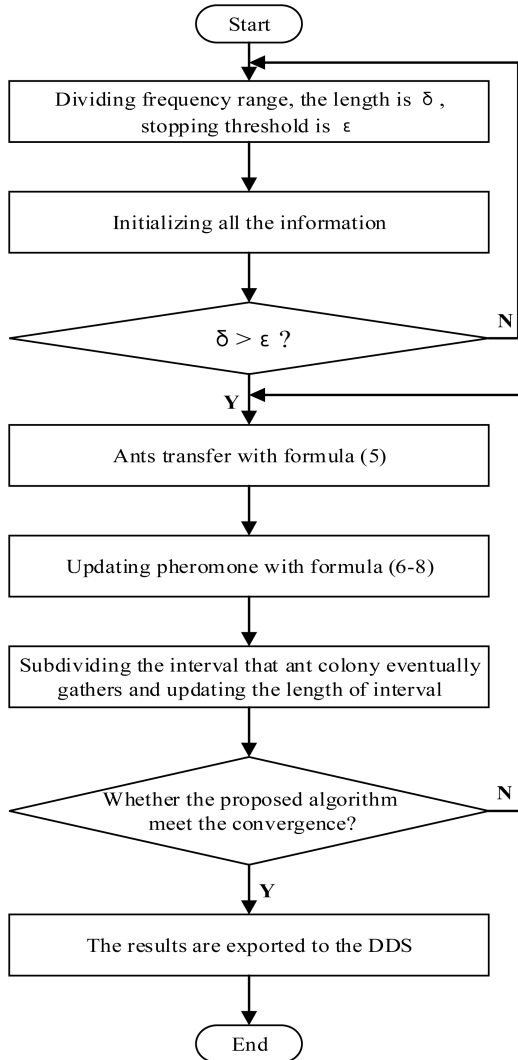 Start
Dividing frequency range, the length is δ ,
stopping threshold is ε
Initializing all the information
δ > ε ?
N
Y
Ants transfer with formula (5)
Updating pheromone with formula (6-8)
Subdividing the interval that ant colony eventually
gathers and updating the length of interval
Whether the proposed algorithm
meet the convergence?
N
Y
The results are exported to the DDS
End